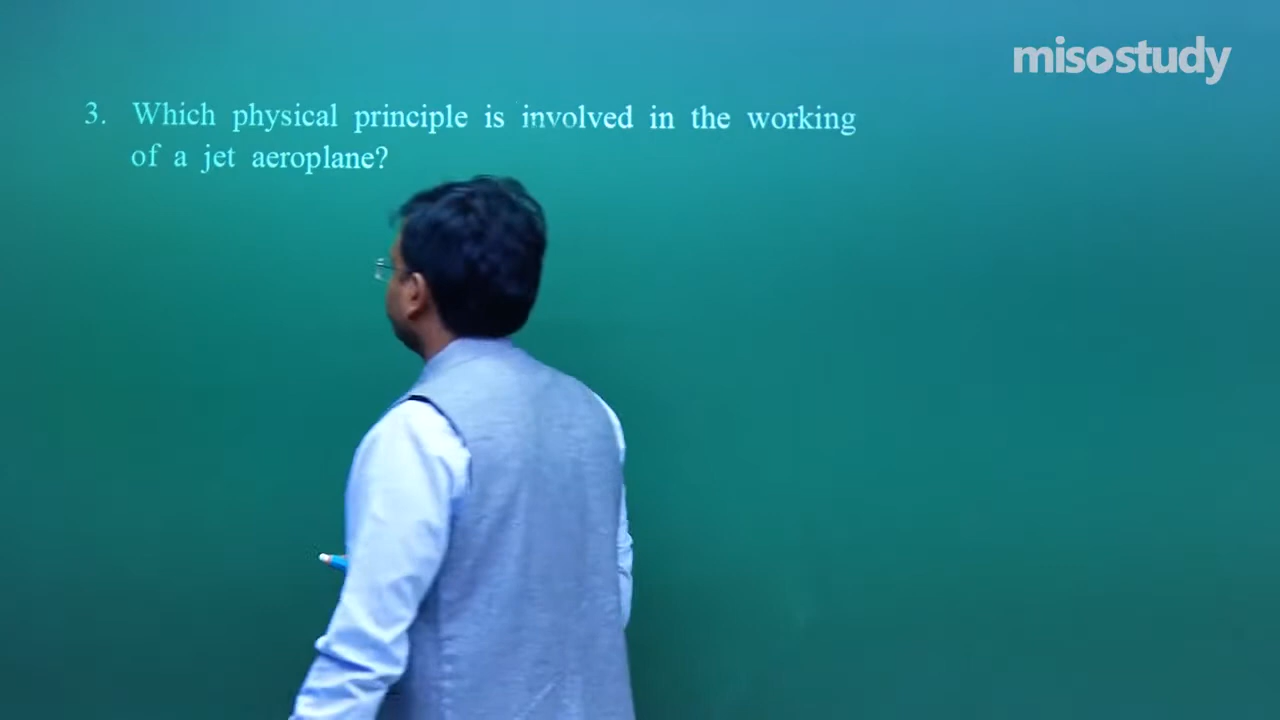 misostudy
3. Which physical principle is involved in the working
of a jet aeroplane?